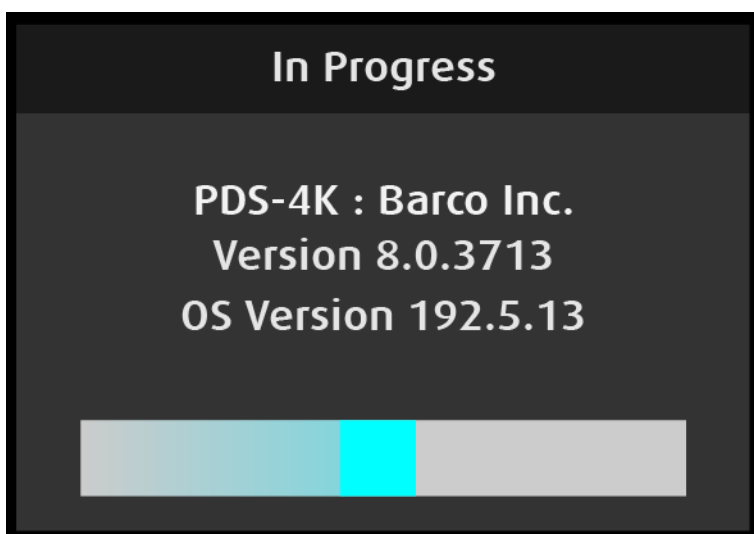 In Progress
PDS-4K : Barco Inc.
Version 8.0.3713
OS Version 192.5.13